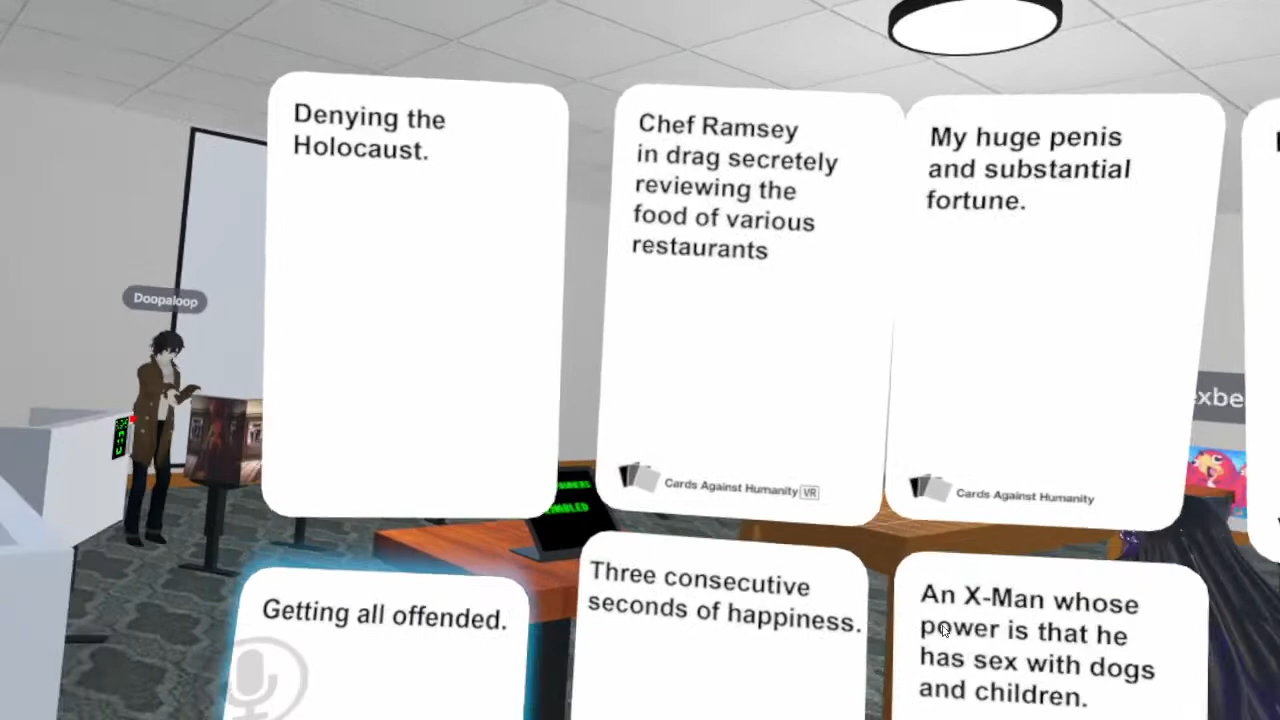 Denying the
Holocaust.
Chef Ramsey
in drag secretely
reviewing the
food of various
restaurants
Cards Against Humanity VR
My huge penis
and substantial
fortune.
Cards Against Humanity
Doopaloop
Getting all offended.
Three consecutive
seconds of happiness.
An X-Man whose
power is that he
has sex with dogs
and children.